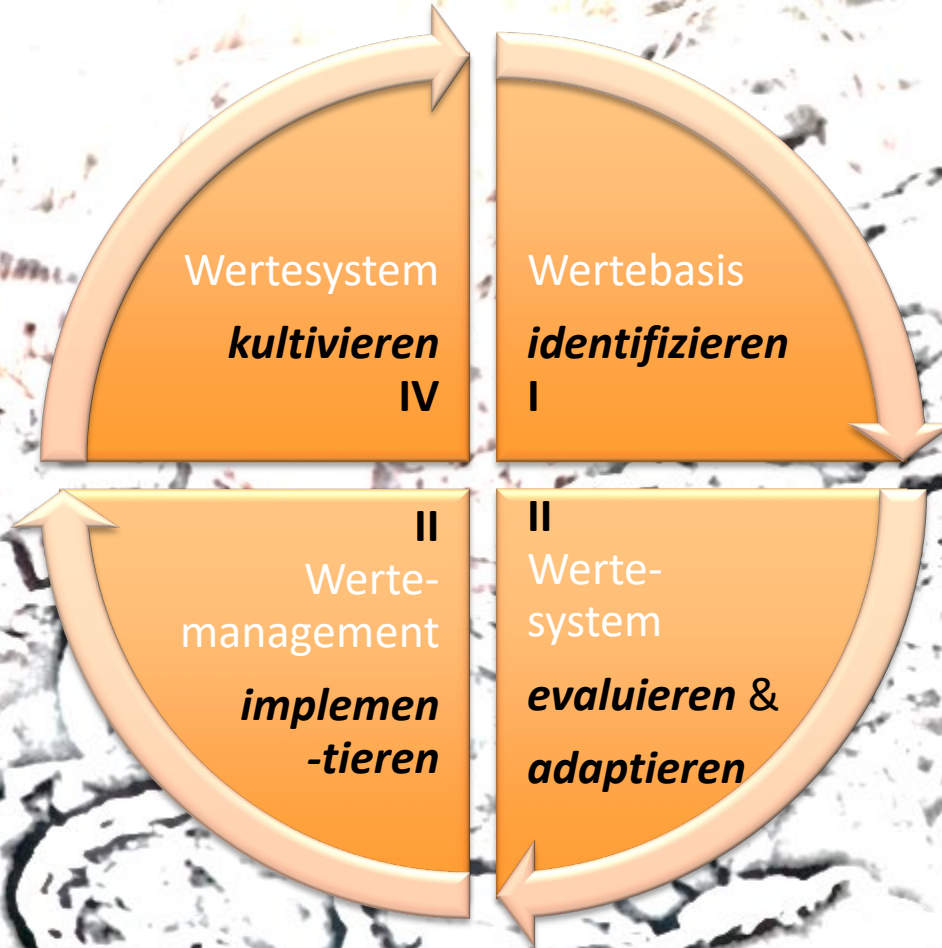 Wertesystem
kultivieren
IV
Wertebasis
identifizieren
I
II
Werte-
management
implemen
-tieren
II
Werte-
system
evaluieren &
adaptieren